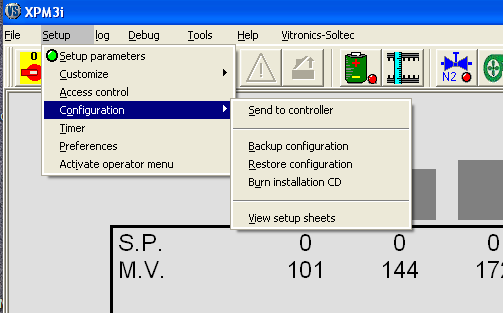 XPM3i
File Setup log Debug Tools Help Vitronics-Soltec
0
N2
Setup parameters
Customize
Access control
Configuration
Timer
Preferences
Activate operator menu
Send to controller
Backup configuration
Restore configuration
Burn installation CD
View setup sheets
S.P. 0 0 0
M.V. 101 144 172